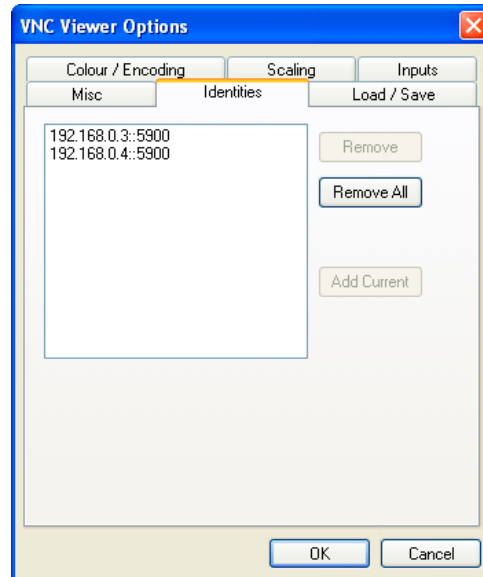 VNC Viewer Options
Colour / Encoding Scaling Inputs
Misc Identities Load / Save
192.168.0.3::5900
192.168.0.4::5900
Remove
Remove All
Add Current
OK Cancel